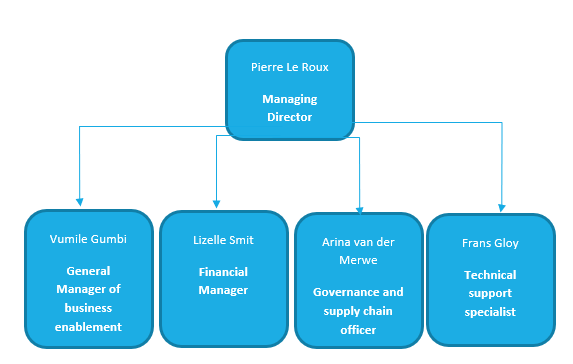 Pierre Le Roux
Managing
Director
Vumile Gumbi
General
Manager of
business
enablement
Lizelle Smit
Financial
Manager
Arina van der
Merwe
Governance and
supply chain
officer
Frans Gloy
Technical
support
specialist